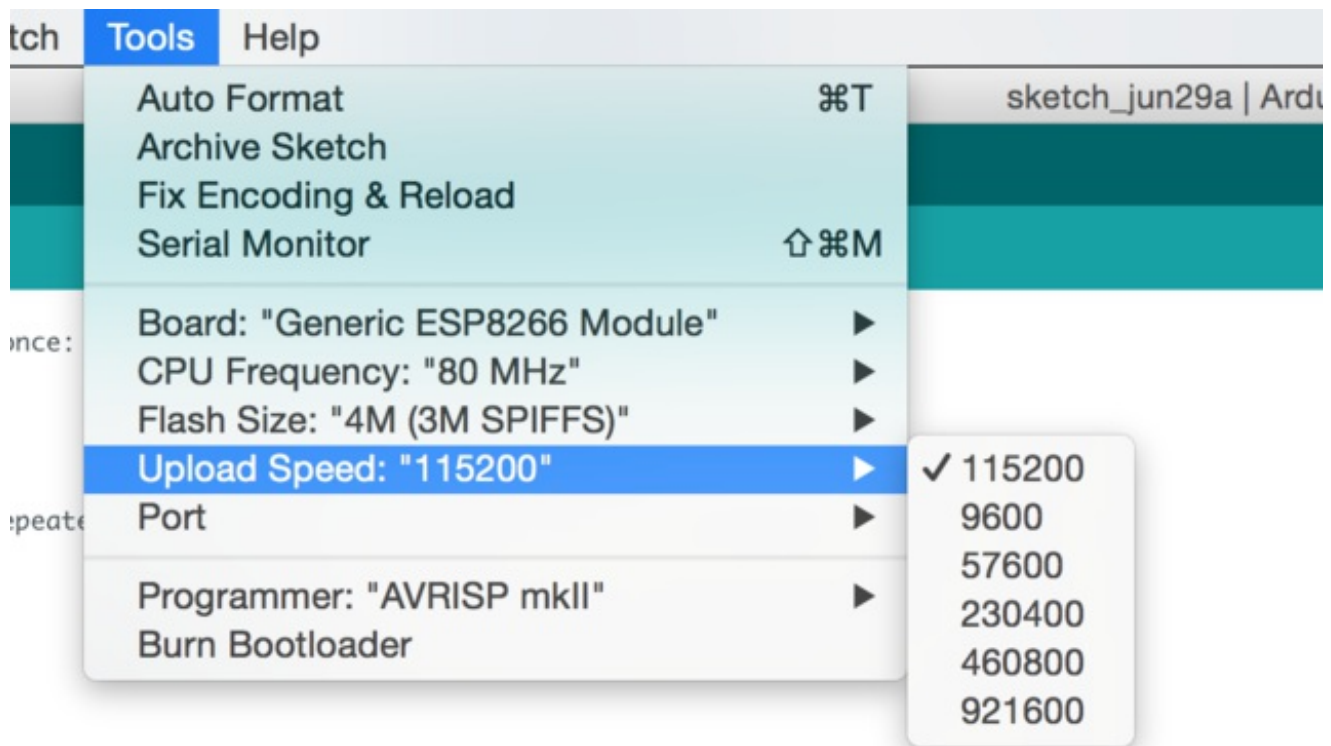 tch Tools Help
Auto Format ⌘T
sketch_jun29a | Ardu
Archive Sketch
Fix Encoding & Reload
Serial Monitor ⇧⌘M
once:
Board: "Generic ESP8266 Module"
CPU Frequency: "80 MHz"
Flash Size: "4M (3M SPIFFS)"
Upload Speed: "115200"
epeate
Port
Programmer: "AVRISP mkII"
Burn Bootloader
✓ 115200
9600
57600
230400
460800
921600